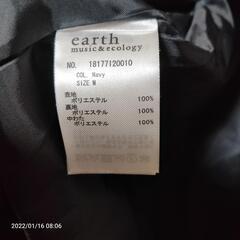 earth
music&ecology
NO. 18177I20010
COL. Navy
SIZE M
表地
ポリエステル 100%
裏地
ポリエステル 100%
中わた
ポリエステル 100%
2022/01/16 08:06